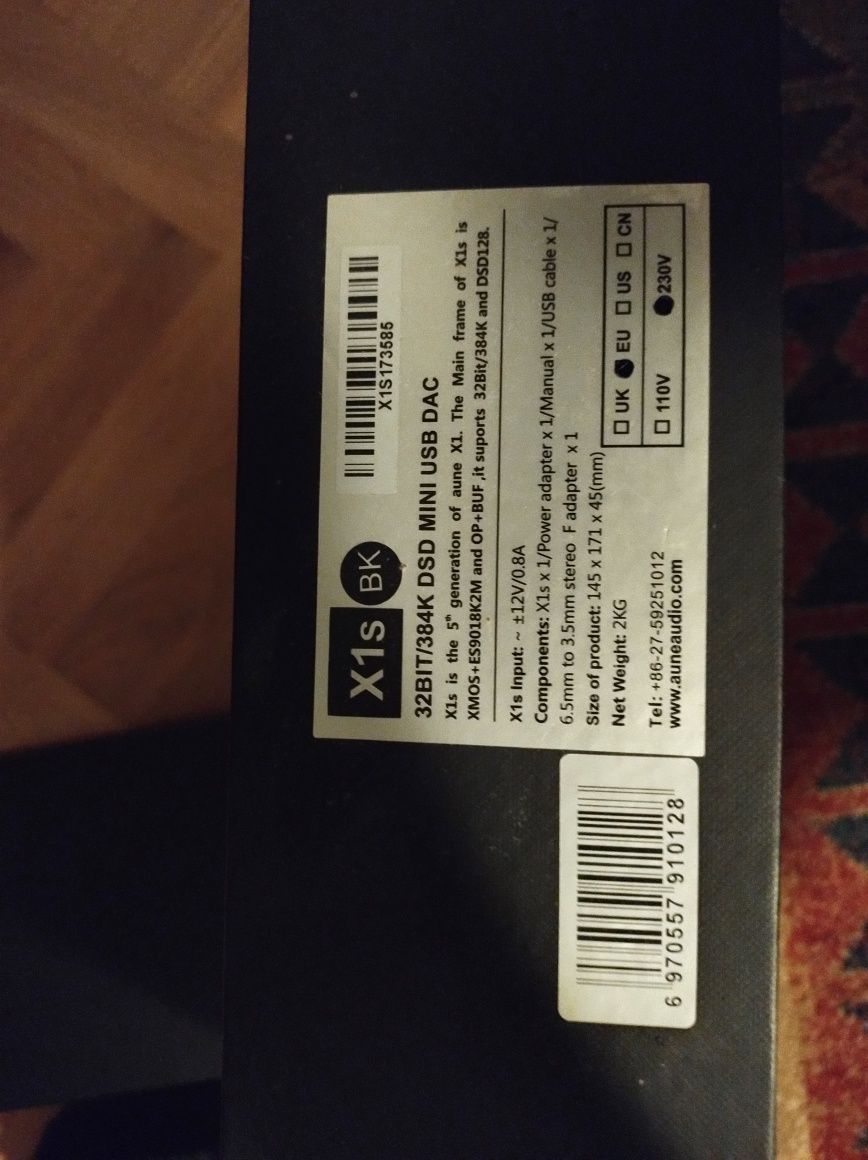 X1s BK
X1S173585
32BIT/384K DSD MINI USB DAC
X1s is the 5th generation of aune X1. The Main frame of X1s is
XMOS+ES9018K2M and OP+BUF ,it suports 32Bit/384K and DSD128.
X1s Input: ~ ±12V/0.8A
Components: X1s x 1/Power adapter x 1/Manual x 1/USB cable x 1/
6.5mm to 3.5mm stereo F adapter x 1
Size of product: 145 x 171 x 45(mm)
Net Weight: 2KG
UK EU US CN
110V 230V
Tel: +86-27-59251012
www.auneaudio.com
6 970557 910128